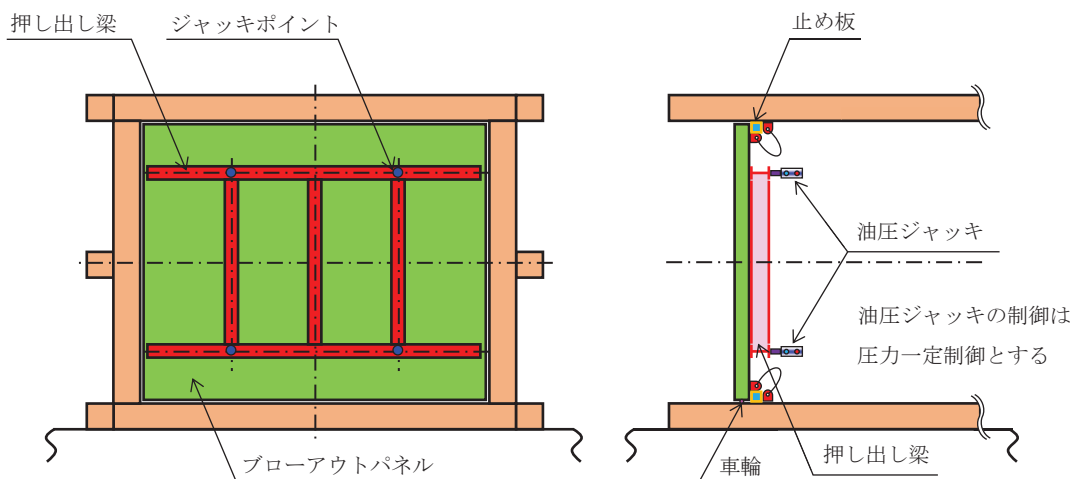 押し出し梁
ジャッキポイント
止め板
油圧ジャッキ
油圧ジャッキの制御は
圧力一定制御とする
ブローアウトパネル
車輪
押し出し梁